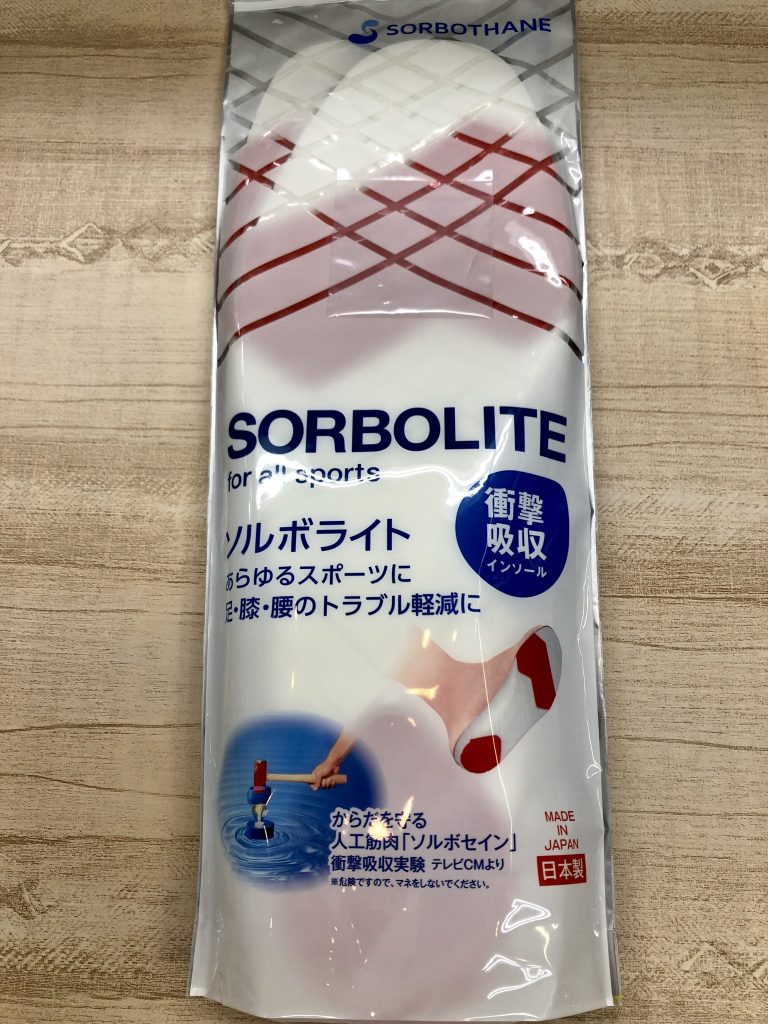 SORBOTHANE
SORBOLITE
for all sports
衝撃
吸収
インソール
ソルボライト
あらゆるスポーツに
足・膝・腰のトラブル軽減に
からだを守る
人工筋肉「ソルボセイン」
衝撃吸収実験 テレビCMより
※危険ですので、マネをしないでください。
MADE
IN
JAPAN
日本製